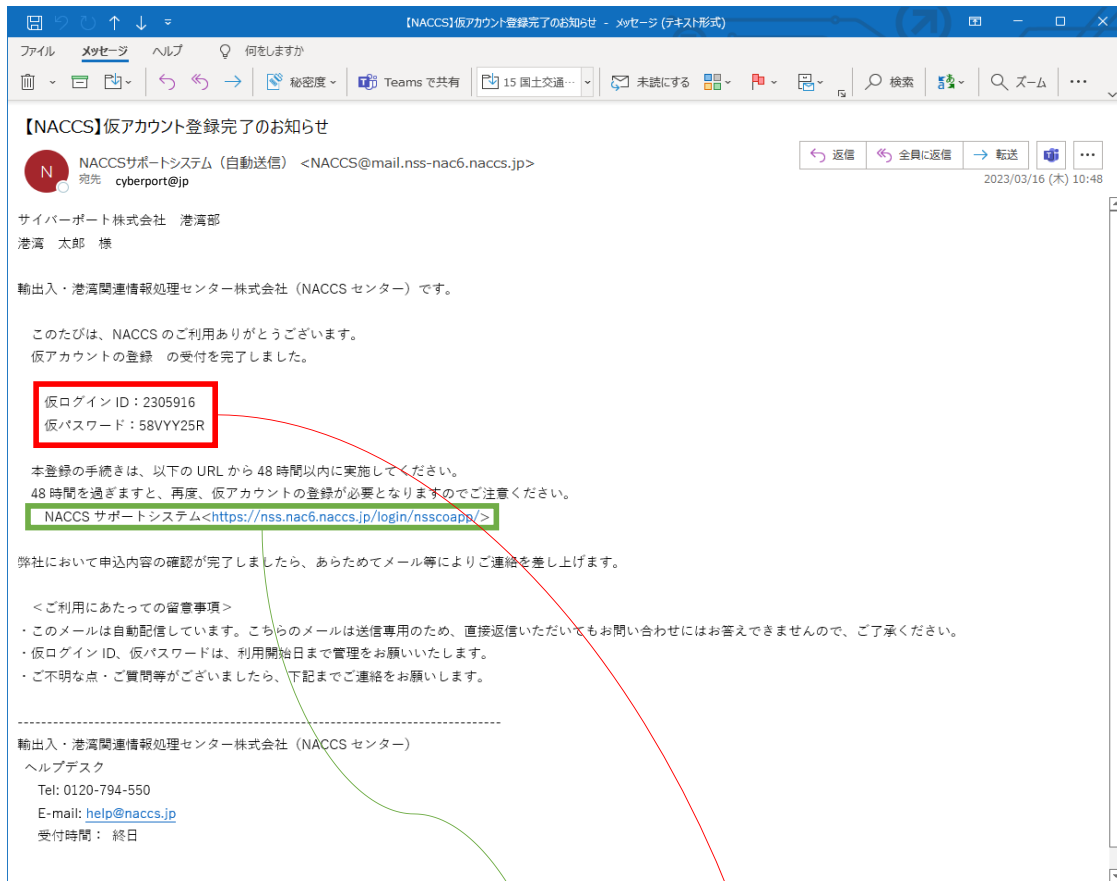 【NACCS】仮アカウント登録完了のお知らせ - メッセージ (テキスト形式)
ファイル メッセージ ヘルプ 何をしますか
秘密度 Teams で共有 15 国土交通… 未読にする 検索 ズーム
【NACCS】仮アカウント登録完了のお知らせ
返信 全員に返信 転送
N
NACCSサポートシステム（自動送信） <NACCS@mail.nss-nac6.naccs.jp>
宛先 cyberport@jp
2023/03/16 (木) 10:48
サイバーポート株式会社 港湾部
港湾 太郎 様
輸出入・港湾関連情報処理センター株式会社（NACCS センター）です。
このたびは、NACCS のご利用ありがとうございます。
仮アカウントの登録 の受付を完了しました。
仮ログイン ID：2305916
仮パスワード：58VYY25R
本登録の手続きは、以下の URL から 48 時間以内に実施してください。
48 時間を過ぎますと、再度、仮アカウントの登録が必要となりますのでご注意ください。
NACCS サポートシステム<https://nss.nac6.naccs.jp/login/nsscoapp/>
弊社において申込内容の確認が完了しましたら、あらためてメール等によりご連絡を差し上げます。
＜ご利用にあたっての留意事項＞
・このメールは自動配信しています。こちらのメールは送信専用のため、直接返信いただいてもお問い合わせにはお答えできませんので、ご了承ください。
・仮ログイン ID、仮パスワードは、利用開始日まで管理をお願いいたします。
・ご不明な点・ご質問等がございましたら、下記までご連絡をお願いします。
--------------------------------------------------------------------------------
輸出入・港湾関連情報処理センター株式会社（NACCS センター）
ヘルプデスク
Tel: 0120-794-550
E-mail: help@naccs.jp
受付時間： 終日